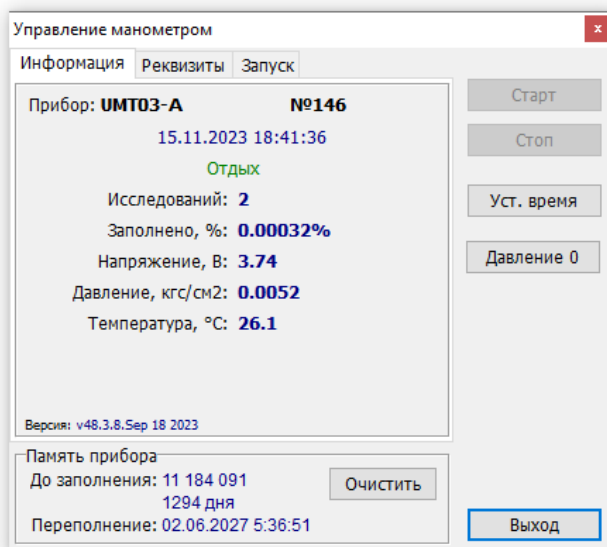 Управление манометром
x
Информация Реквизиты Запуск
Прибор: UMT03-A №146
15.11.2023 18:41:36
Отдых
Исследований: 2
Заполнено, %: 0.00032%
Напряжение, В: 3.74
Давление, кгс/см2: 0.0052
Температура, °C: 26.1
Версия: v48.3.8.Sep 18 2023
Старт
Стоп
Уст. время
Давление 0
Память прибора
До заполнения: 11 184 091
1294 дня
Переполнение: 02.06.2027 5:36:51
Очистить
Выход